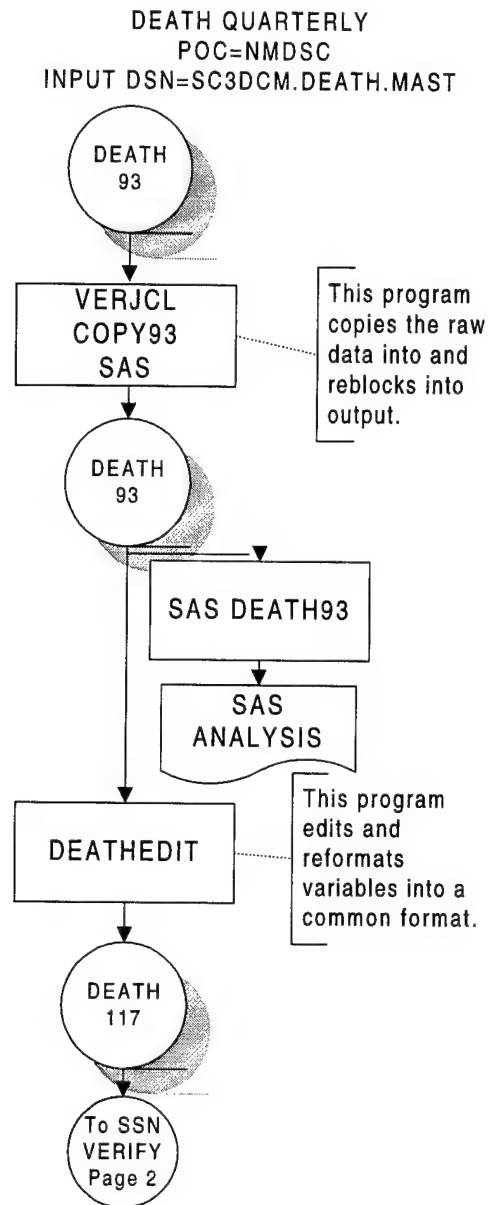 DEATH QUARTERLY
POC=NMDSC
INPUT DSN=SC3DCM.DEATH.MAST
DEATH
93
VERJCL
COPY93
SAS
This program
copies the raw
data into and
reblocks into
output.
DEATH
93
SAS DEATH93
SAS
ANALYSIS
DEATHEDIT
This program
edits and
reformats
variables into a
common format.
DEATH
117
To SSN
VERIFY
Page 2